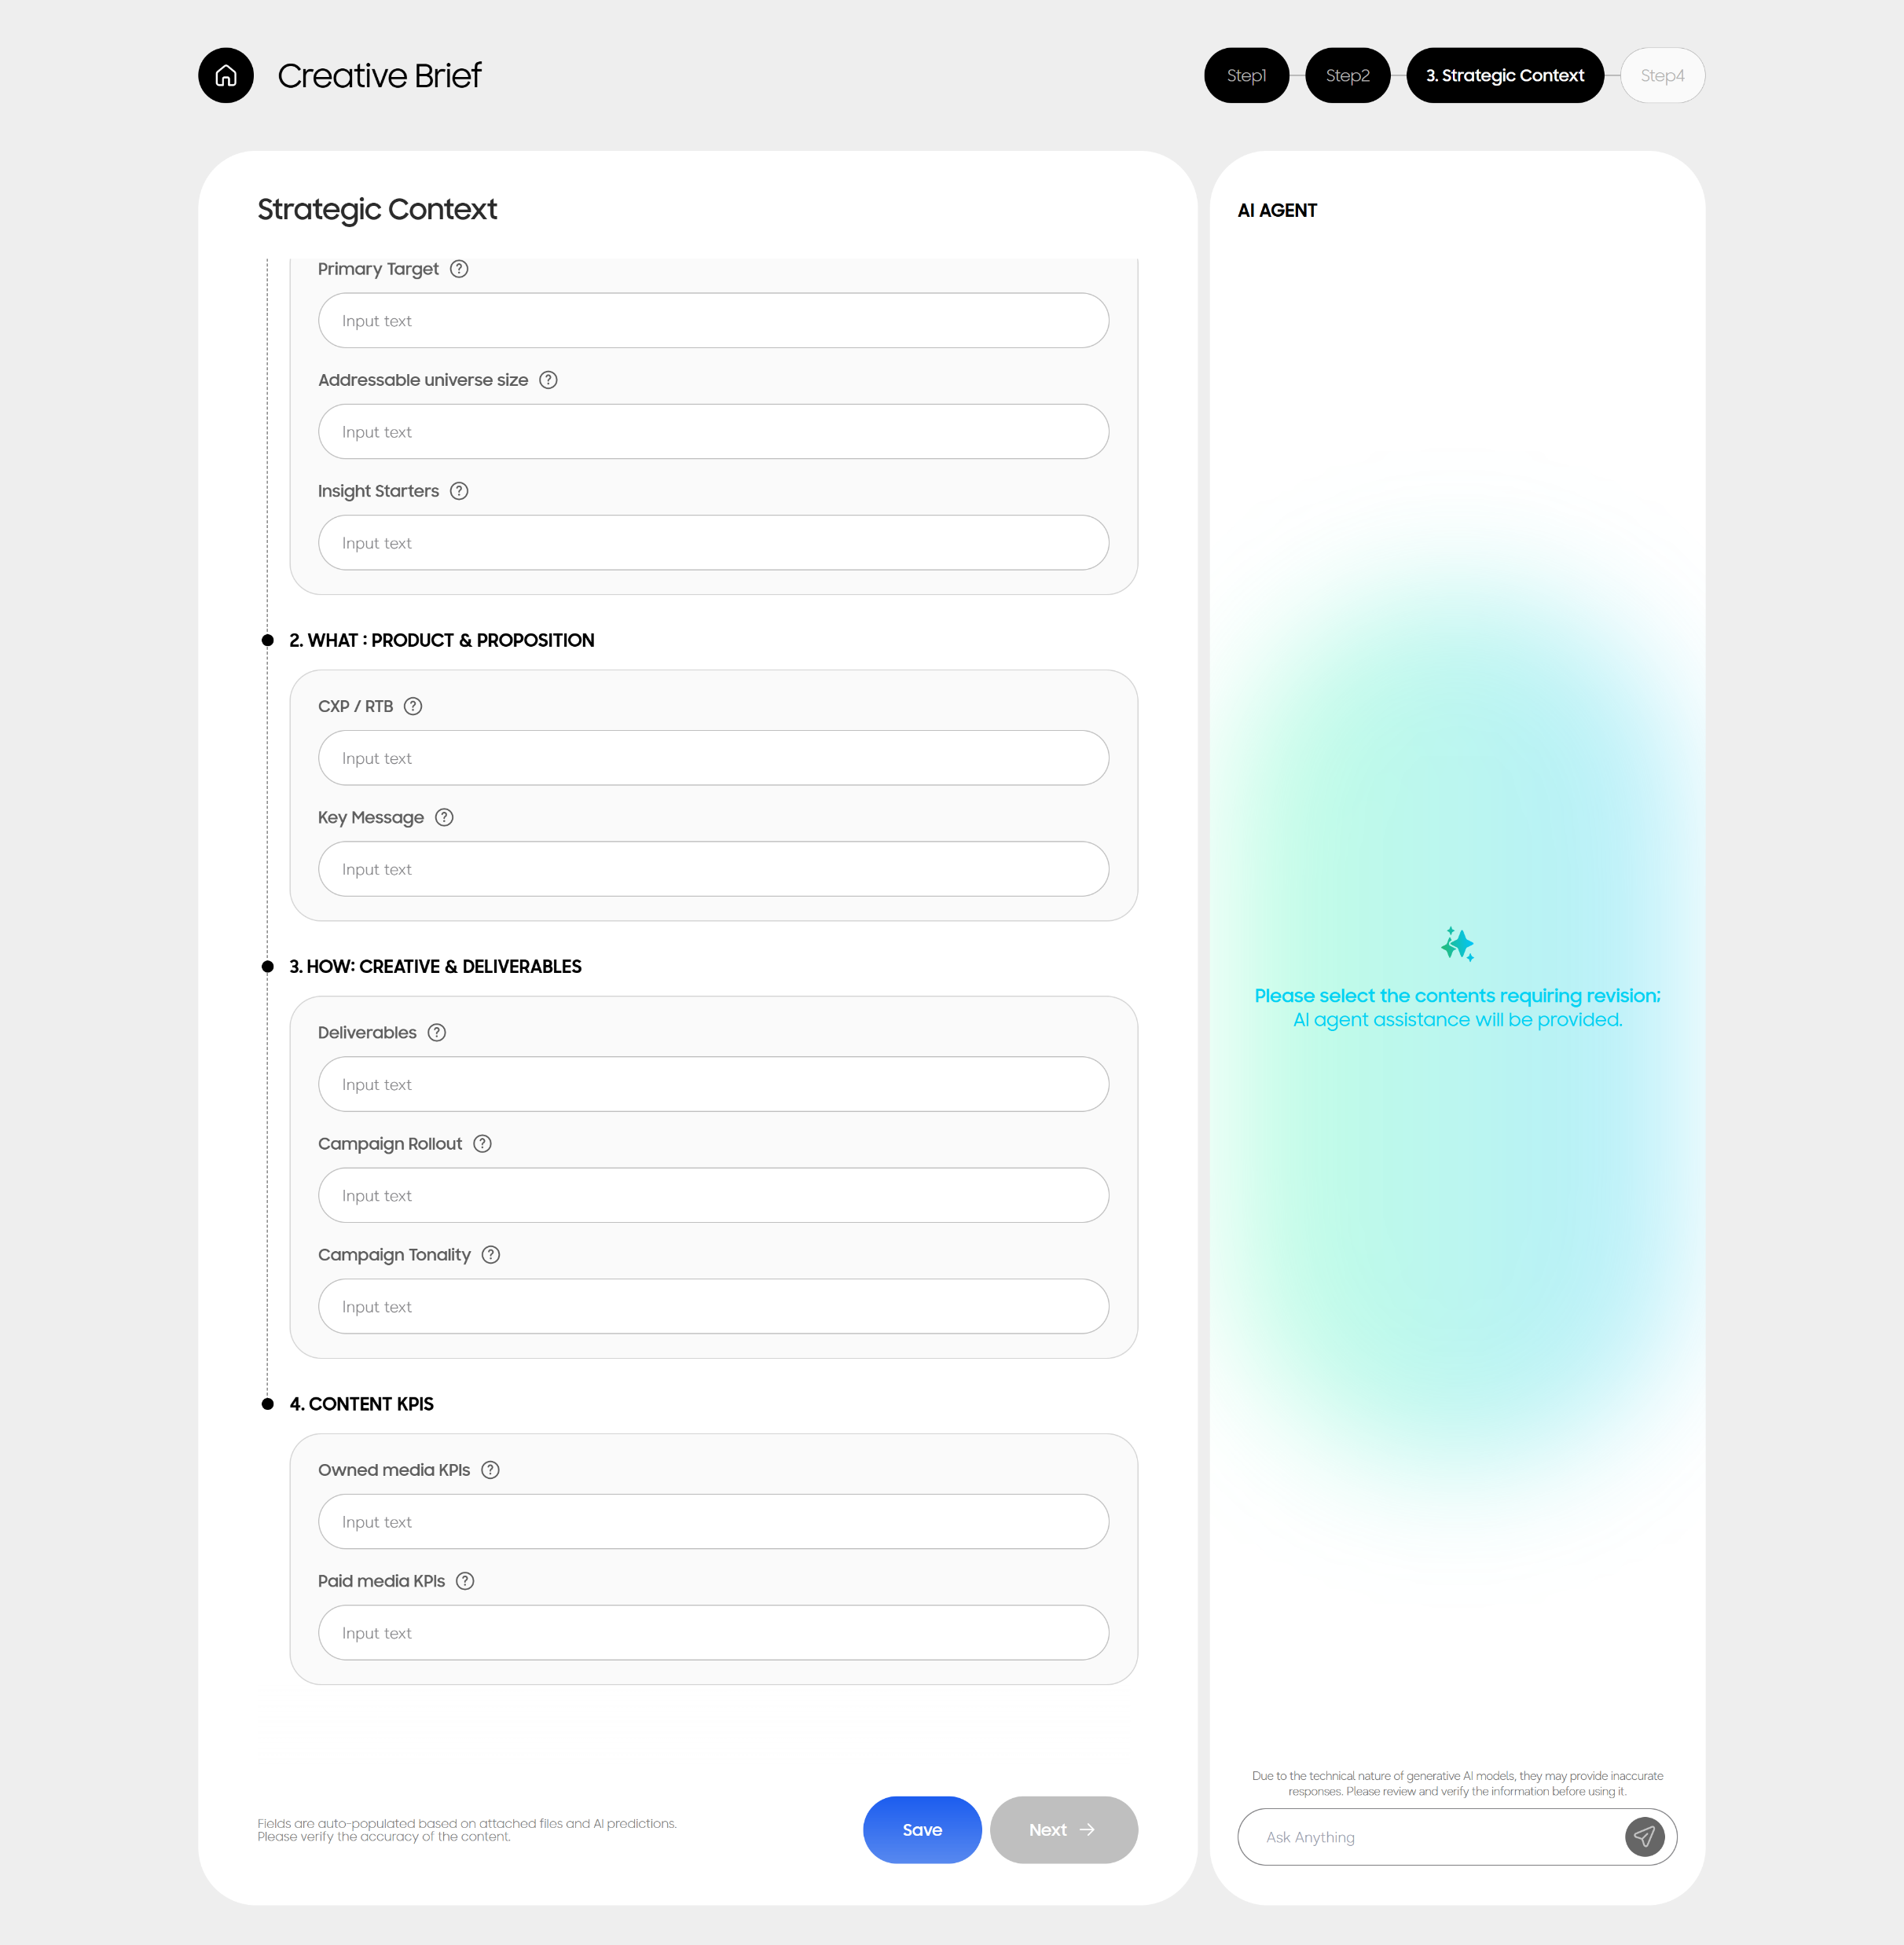 Creative Brief
Step1
Step2
3. Strategic Context
Step4
Strategic Context
Primary Target ?
Input text
Addressable universe size ?
Input text
Insight Starters ?
Input text
2. WHAT : PRODUCT & PROPOSITION
CXP / RTB ?
Input text
Key Message ?
Input text
3. HOW: CREATIVE & DELIVERABLES
Deliverables ?
Input text
Campaign Rollout ?
Input text
Campaign Tonality ?
Input text
4. CONTENT KPIS
Owned media KPIs ?
Input text
Paid media KPIs ?
Input text
Fields are auto-populated based on attached files and AI predictions.
Please verify the accuracy of the content.
Save
Next →
AI AGENT
Please select the contents requiring revision;
AI agent assistance will be provided.
Due to the technical nature of generative AI models, they may provide inaccurate
responses. Please review and verify the information before using it.
Ask Anything